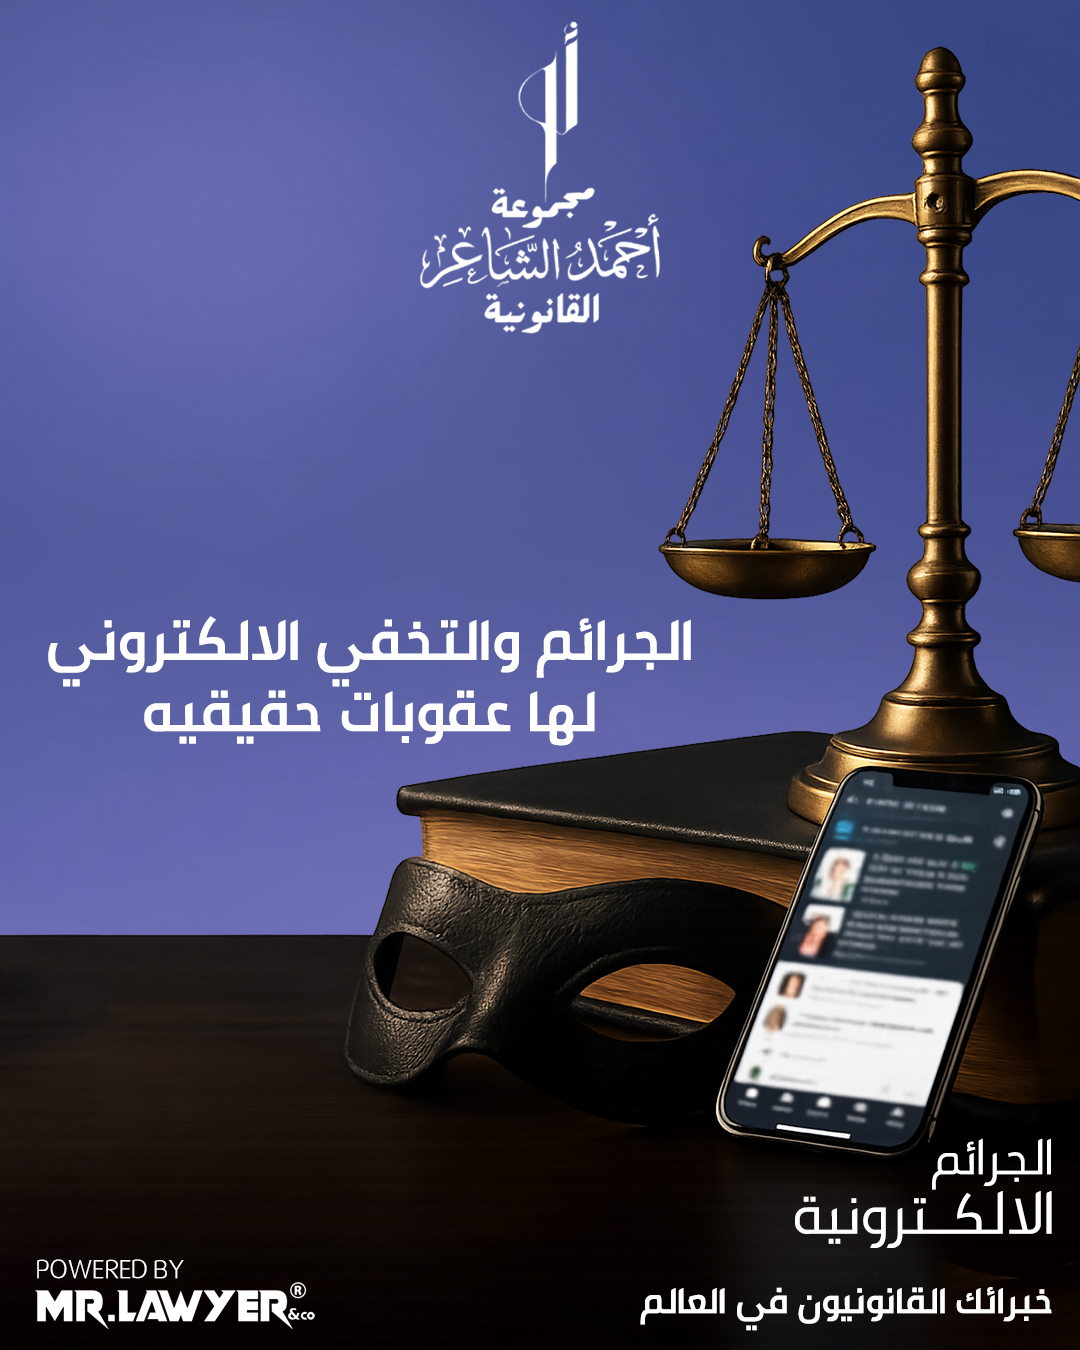 مجموعة
أحمد الشاعر
القانونية
الجرائم والتخفي الالكتروني
لها عقوبات حقيقيه
الجرائم
الالكترونية
خبرائك القانونيون في العالم
POWERED BY
MR.LAWYER®
&co